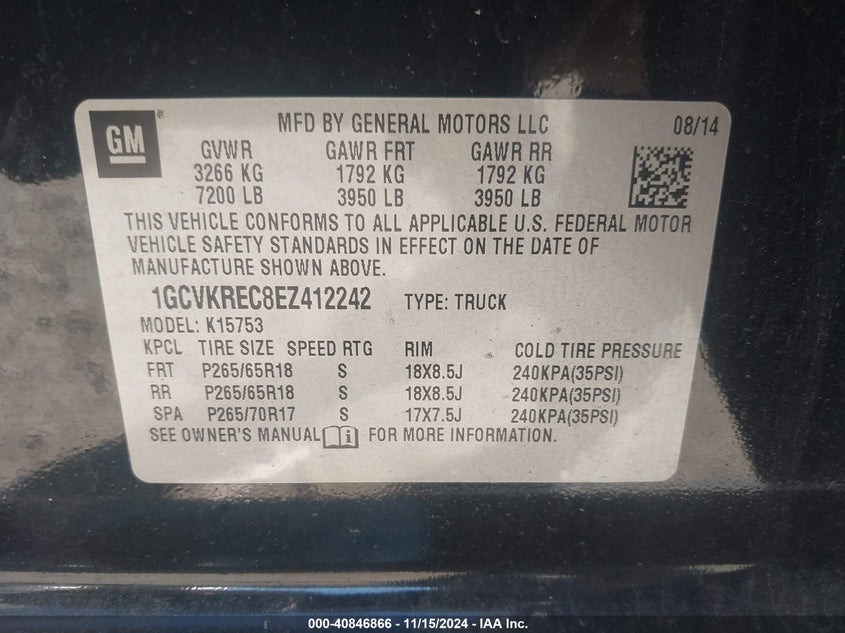 GM
MFD BY GENERAL MOTORS LLC 08/14
GVWR GAWR FRT GAWR RR
3266 KG 1792 KG 1792 KG
7200 LB 3950 LB 3950 LB
THIS VEHICLE CONFORMS TO ALL APPLICABLE U.S. FEDERAL MOTOR
VEHICLE SAFETY STANDARDS IN EFFECT ON THE DATE OF
MANUFACTURE SHOWN ABOVE.
1GCVKREC8EZ412242 TYPE: TRUCK
MODEL: K15753
KPCL TIRE SIZE SPEED RTG RIM COLD TIRE PRESSURE
FRT P265/65R18 S 18X8.5J 240KPA(35PSI)
RR P265/65R18 S 18X8.5J 240KPA(35PSI)
SPA P265/70R17 S 17X7.5J 240KPA(35PSI)
SEE OWNER'S MANUAL i FOR MORE INFORMATION.
000-40846866 - 11/15/2024 - IAA Inc.